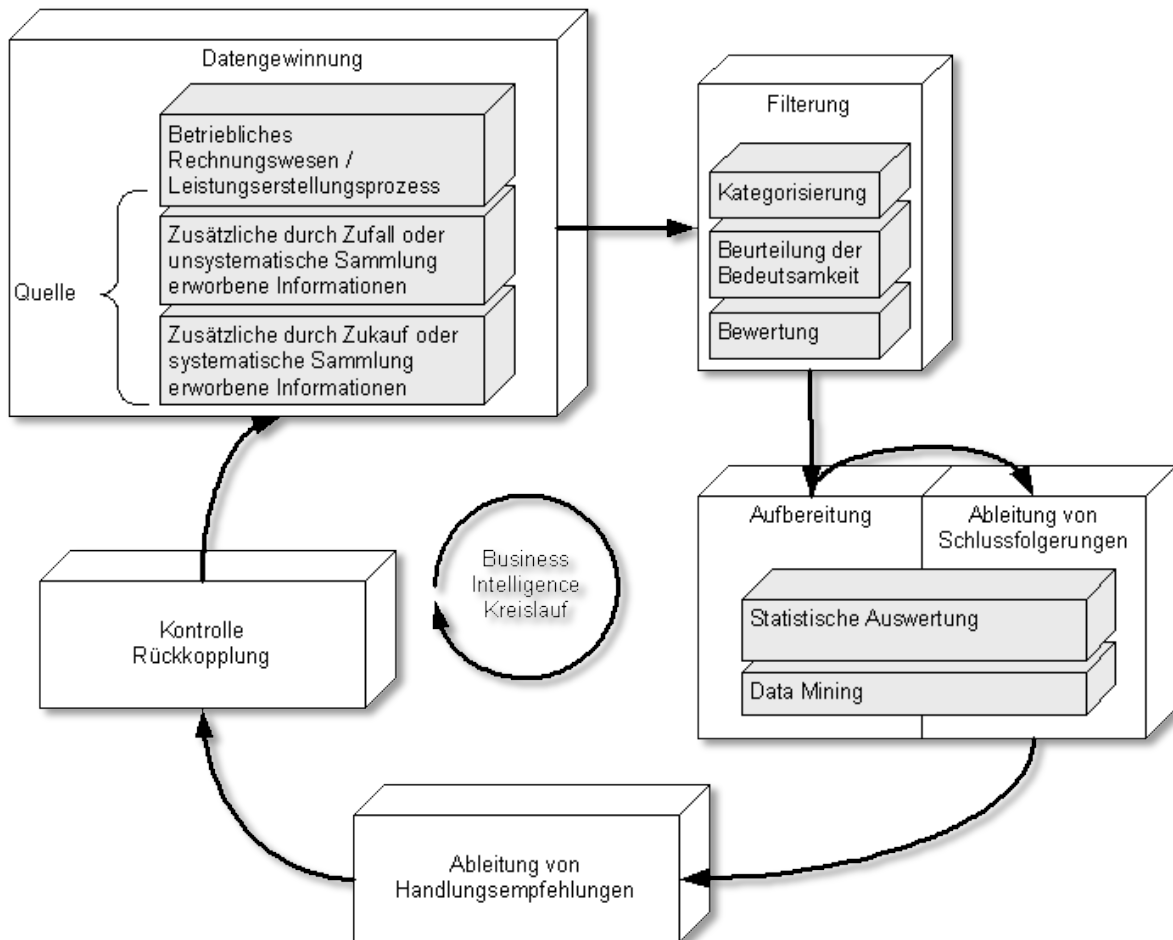 Datengewinnung
Betriebliches
Rechnungswesen /
Leistungserstellungsprozess
Zusätzliche durch Zufall oder
unsystematische Sammlung
erworbene Informationen
Quelle
Zusätzliche durch Zukauf oder
systematische Sammlung
erworbene Informationen
Filterung
Kategorisierung
Beurteilung der
Bedeutsamkeit
Bewertung
Aufbereitung
Ableitung von
Schlussfolgerungen
Statistische Auswertung
Data Mining
Business
Intelligence
Kreislauf
Kontrolle
Rückkopplung
Ableitung von
Handlungsempfehlungen